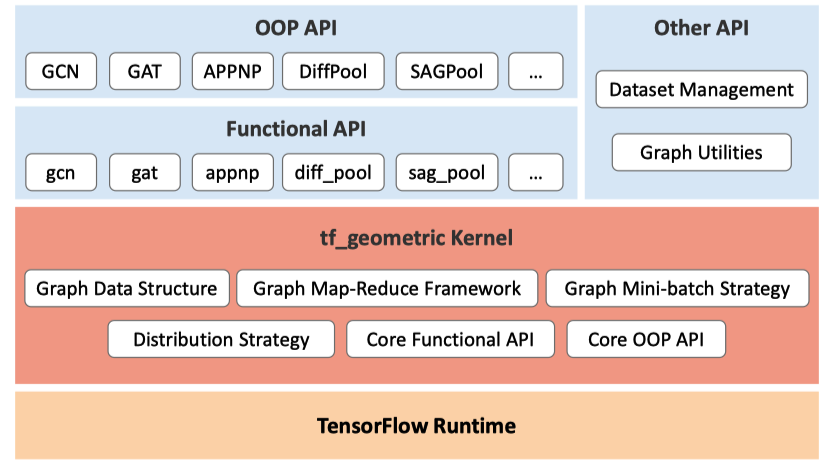 OOP API
GCN GAT APPNP DiffPool SAGPool ...
Functional API
gcn gat appnp diff_pool sag_pool ...
Other API
Dataset Management
Graph Utilities
tf_geometric Kernel
Graph Data Structure Graph Map-Reduce Framework Graph Mini-batch Strategy
Distribution Strategy Core Functional API Core OOP API
TensorFlow Runtime